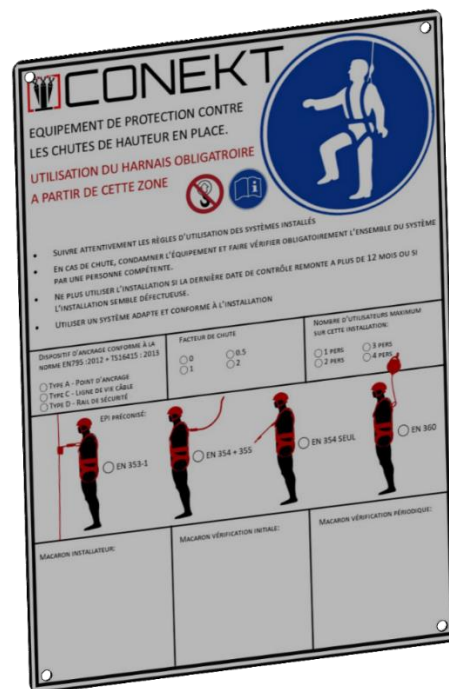 CONEKT
EQUIPEMENT DE PROTECTION CONTRE
LES CHUTES DE HAUTEUR EN PLACE.
UTILISATION DU HARNAIS OBLIGATROIRE
A PARTIR DE CETTE ZONE
• SUIVRE ATTENTIVEMENT LES RÈGLES D'UTILISATION DES SYSTÈMES INSTALLÉS
• EN CAS DE CHUTE, CONDAMNER L'ÉQUIPEMENT ET FAIRE VÉRIFIER OBLIGATOIREMENT L'ENSEMBLE DU SYSTÈME
PAR UNE PERSONNE COMPÉTENTE.
• NE PLUS UTILISER L'INSTALLATION SI LA DERNIÈRE DATE DE CONTRÔLE REMONTE A PLUS DE 12 MOIS OU SI
L'INSTALLATION SEMBLE DÉFECTUEUSE.
• UTILISER UN SYSTÈME ADAPTE ET CONFORME À L'INSTALLATION
DISPOSITIF D'ANCRAGE CONFORME À LA
NORME EN795 :2012 + TS16415 : 2013
TYPE A - POINT D'ANCRAGE
TYPE C - LIGNE DE VIE CÂBLE
TYPE D - RAIL DE SÉCURITÉ
FACTEUR DE CHUTE
0 0.5
1 2
NOMBRE D'UTILISATEURS MAXIMUM
SUR CETTE INSTALLATION:
1 PERS 3 PERS
2 PERS 4 PERS
EPI PRÉCONISÉ:
EN 353-1
EN 354 + 355
EN 354 SEUL
EN 360
MACARON INSTALLATEUR:
MACARON VÉRIFICATION INITIALE:
MACARON VÉRIFICATION PÉRIODIQUE: